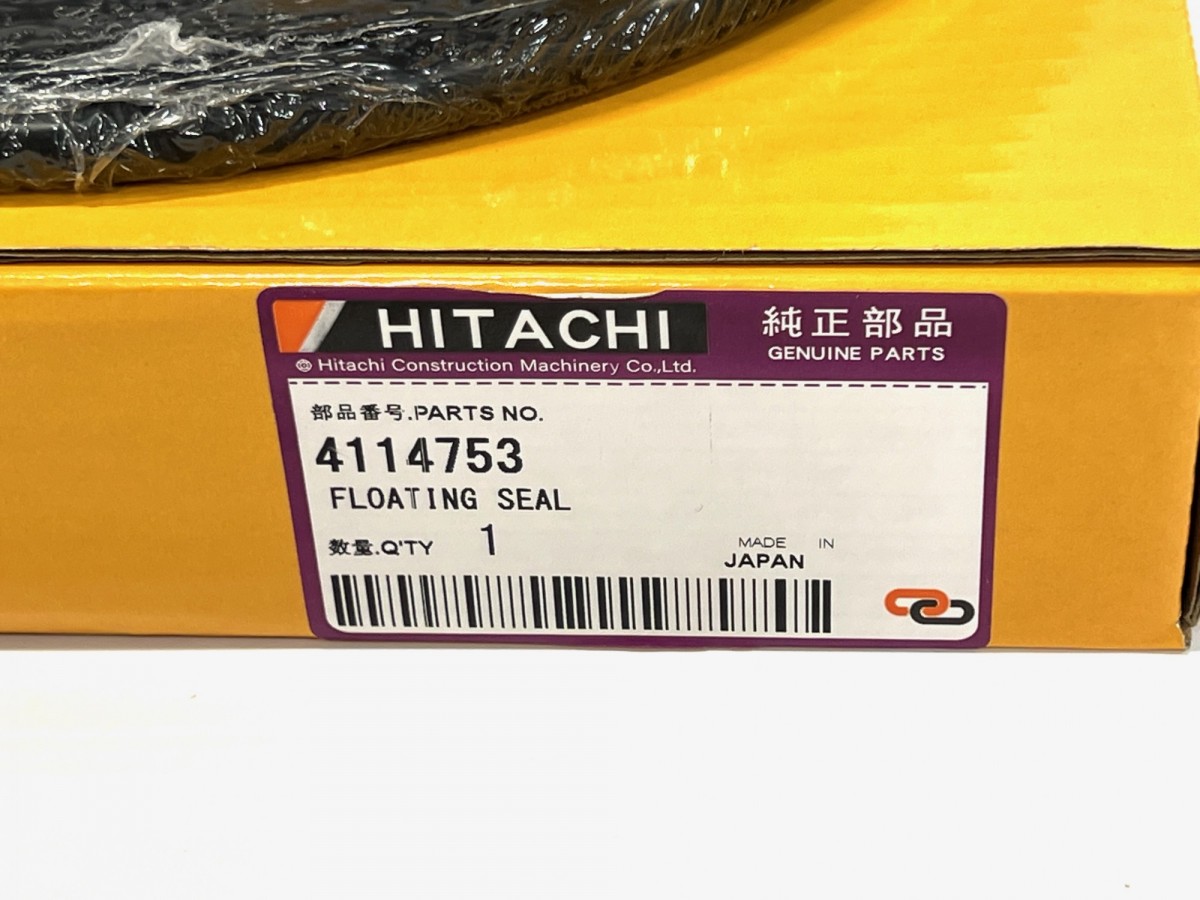 HITACHI
Hitachi Construction Machinery Co.,Ltd.
純正部品
GENUINE PARTS
部品番号.PARTS NO.
4114753
FLOATING SEAL
数量.Q'TY 1
MADE IN
JAPAN